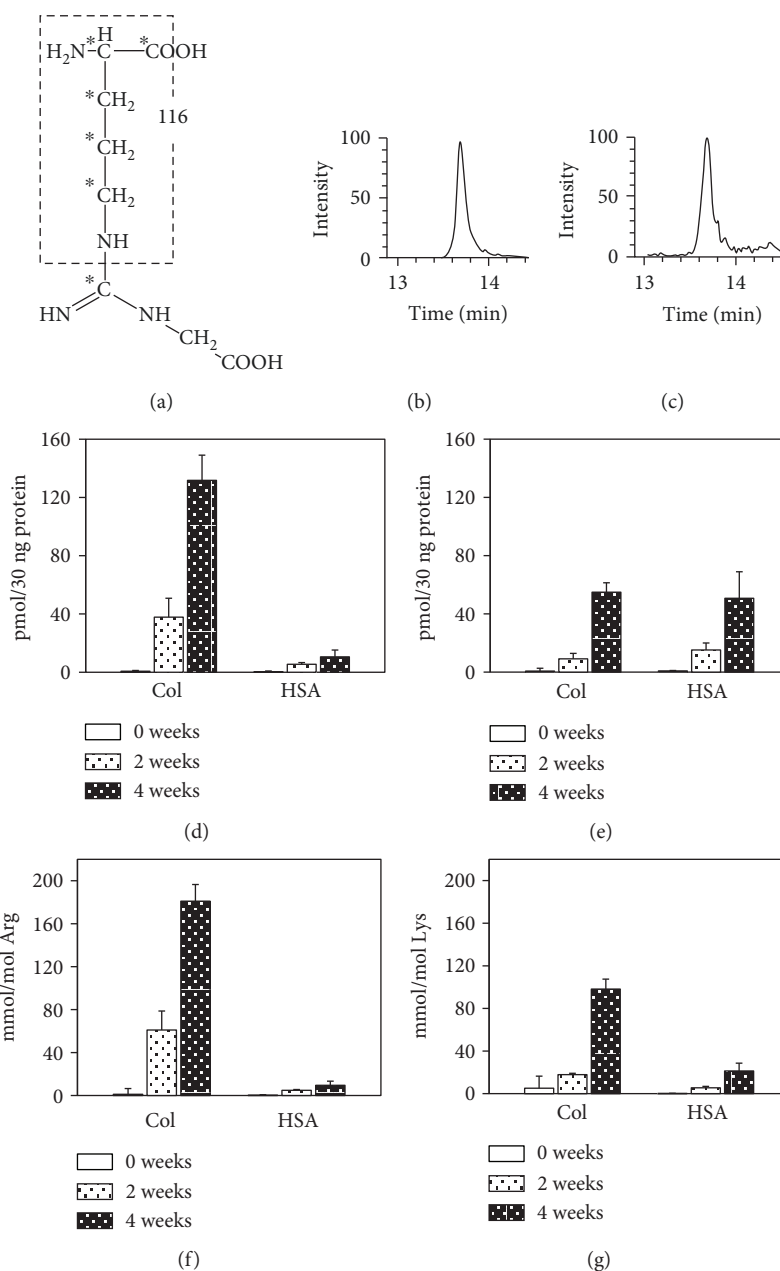 H
H₂N *C *COOH
*CH₂
116
*CH₂
*CH₂
NH
*C
HN NH
CH₂
COOH
(a)
Intensity
100
50
0
13 14
Time (min)
(b)
Intensity
100
50
0
13 14
Time (min)
(c)
pmol/30 ng protein
160
120
80
40
0
Col HSA
0 weeks
2 weeks
4 weeks
(d)
pmol/30 ng protein
160
120
80
40
0
Col HSA
0 weeks
2 weeks
4 weeks
(e)
mmol/mol Arg
200
160
120
80
40
0
Col HSA
0 weeks
2 weeks
4 weeks
(f)
mmol/mol Lys
200
160
120
80
40
0
Col HSA
0 weeks
2 weeks
4 weeks
(g)